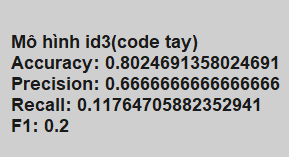 Mô hình id3(code tay)
Accuracy: 0.8024691358024691
Precision: 0.6666666666666666
Recall: 0.11764705882352941
F1: 0.2